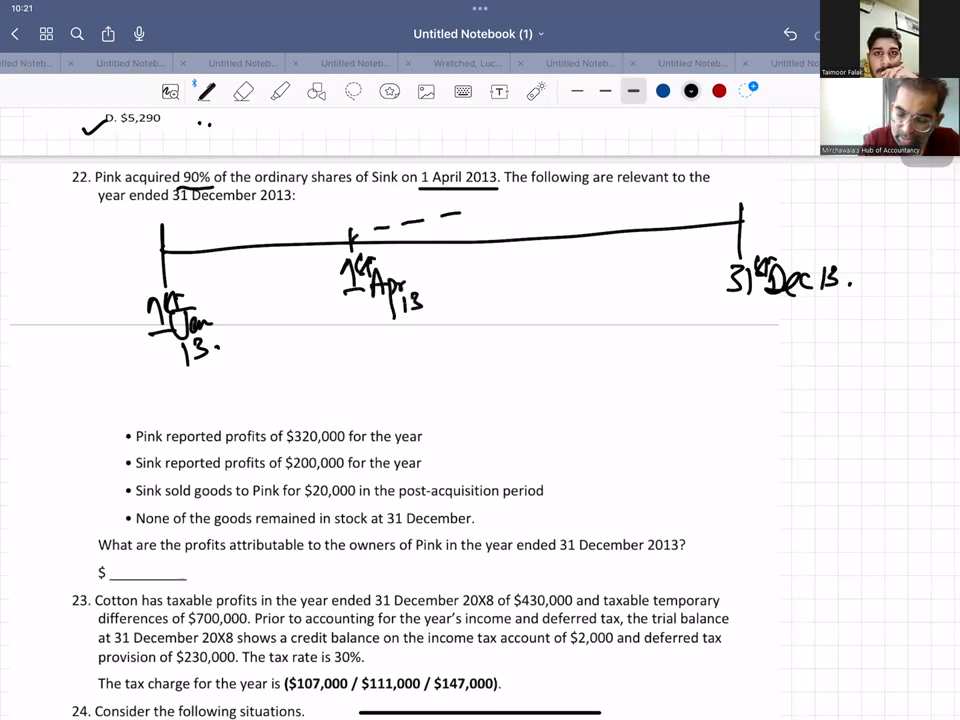 10:21
Untitled Notebook (1)
ntitled Noteb...
Untitled Noteb...
Untitled Noteb...
Untitled Noteb...
Wretched, Luc...
Untitled Noteb...
Untitled Noteb...
Untitled Noteb...
Taimoor Falak
Mirchawala's Hub of Accountancy
D. $5,290
22. Pink acquired 90% of the ordinary shares of Sink on 1 April 2013. The following are relevant to the
year ended 31 December 2013:
1st Jan 13.
1st Apr 13
31st Dec 13.
• Pink reported profits of $320,000 for the year
• Sink reported profits of $200,000 for the year
• Sink sold goods to Pink for $20,000 in the post-acquisition period
• None of the goods remained in stock at 31 December.
What are the profits attributable to the owners of Pink in the year ended 31 December 2013?
$ ___________
23. Cotton has taxable profits in the year ended 31 December 20X8 of $430,000 and taxable temporary
differences of $700,000. Prior to accounting for the year's income and deferred tax, the trial balance
at 31 December 20X8 shows a credit balance on the income tax account of $2,000 and deferred tax
provision of $230,000. The tax rate is 30%.
The tax charge for the year is ($107,000 / $111,000 / $147,000).
24. Consider the following situations.